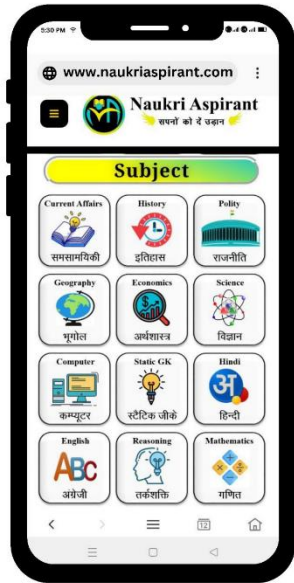 5:30 PM
www.naukriaspirant.com
Naukri Aspirant
सपनों को दें उड़ान
Subject
Current Affairs
समसामयिकी
History
इतिहास
Polity
राजनीति
Geography
भूगोल
Economics
अर्थशास्त्र
Science
विज्ञान
Computer
कम्प्यूटर
Static GK
स्टैटिक जीके
Hindi
अ
हिन्दी
English
ABC
अंग्रेजी
Reasoning
तर्कशक्ति
Mathematics
गणित
12